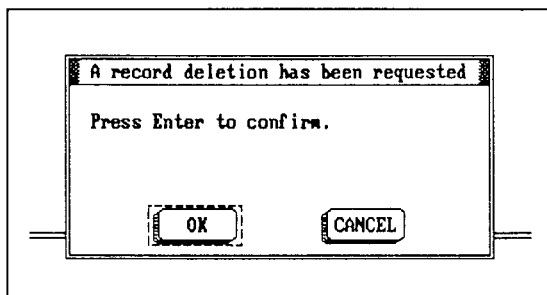 A record deletion has been requested
Press Enter to confirm.
OK
CANCEL